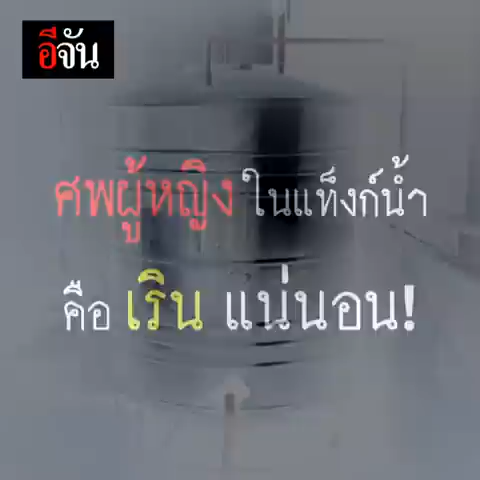 อีจัน
ศพผู้หญิง ในแท็งก์น้ำ
คือ เริน แน่นอน!